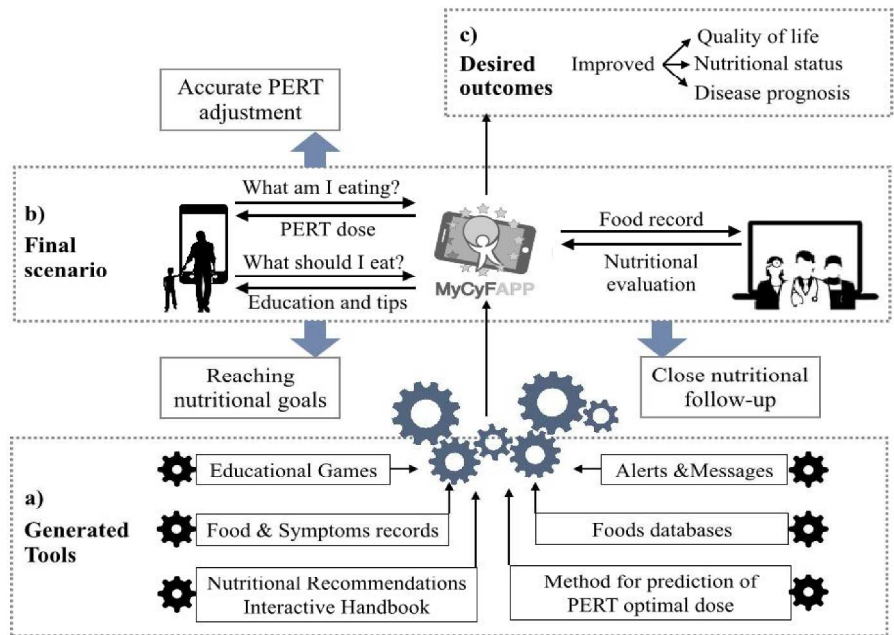 c)
Desired
outcomes
Improved
Quality of life
Nutritional status
Disease prognosis
Accurate PERT
adjustment
b)
Final
scenario
What am I eating?
PERT dose
What should I eat?
Education and tips
MyCyFAPP
Food record
Nutritional
evaluation
Reaching
nutritional goals
Close nutritional
follow-up
a)
Generated
Tools
Educational Games
Alerts &Messages
Food & Symptoms records
Foods databases
Nutritional Recommendations
Interactive Handbook
Method for prediction of
PERT optimal dose